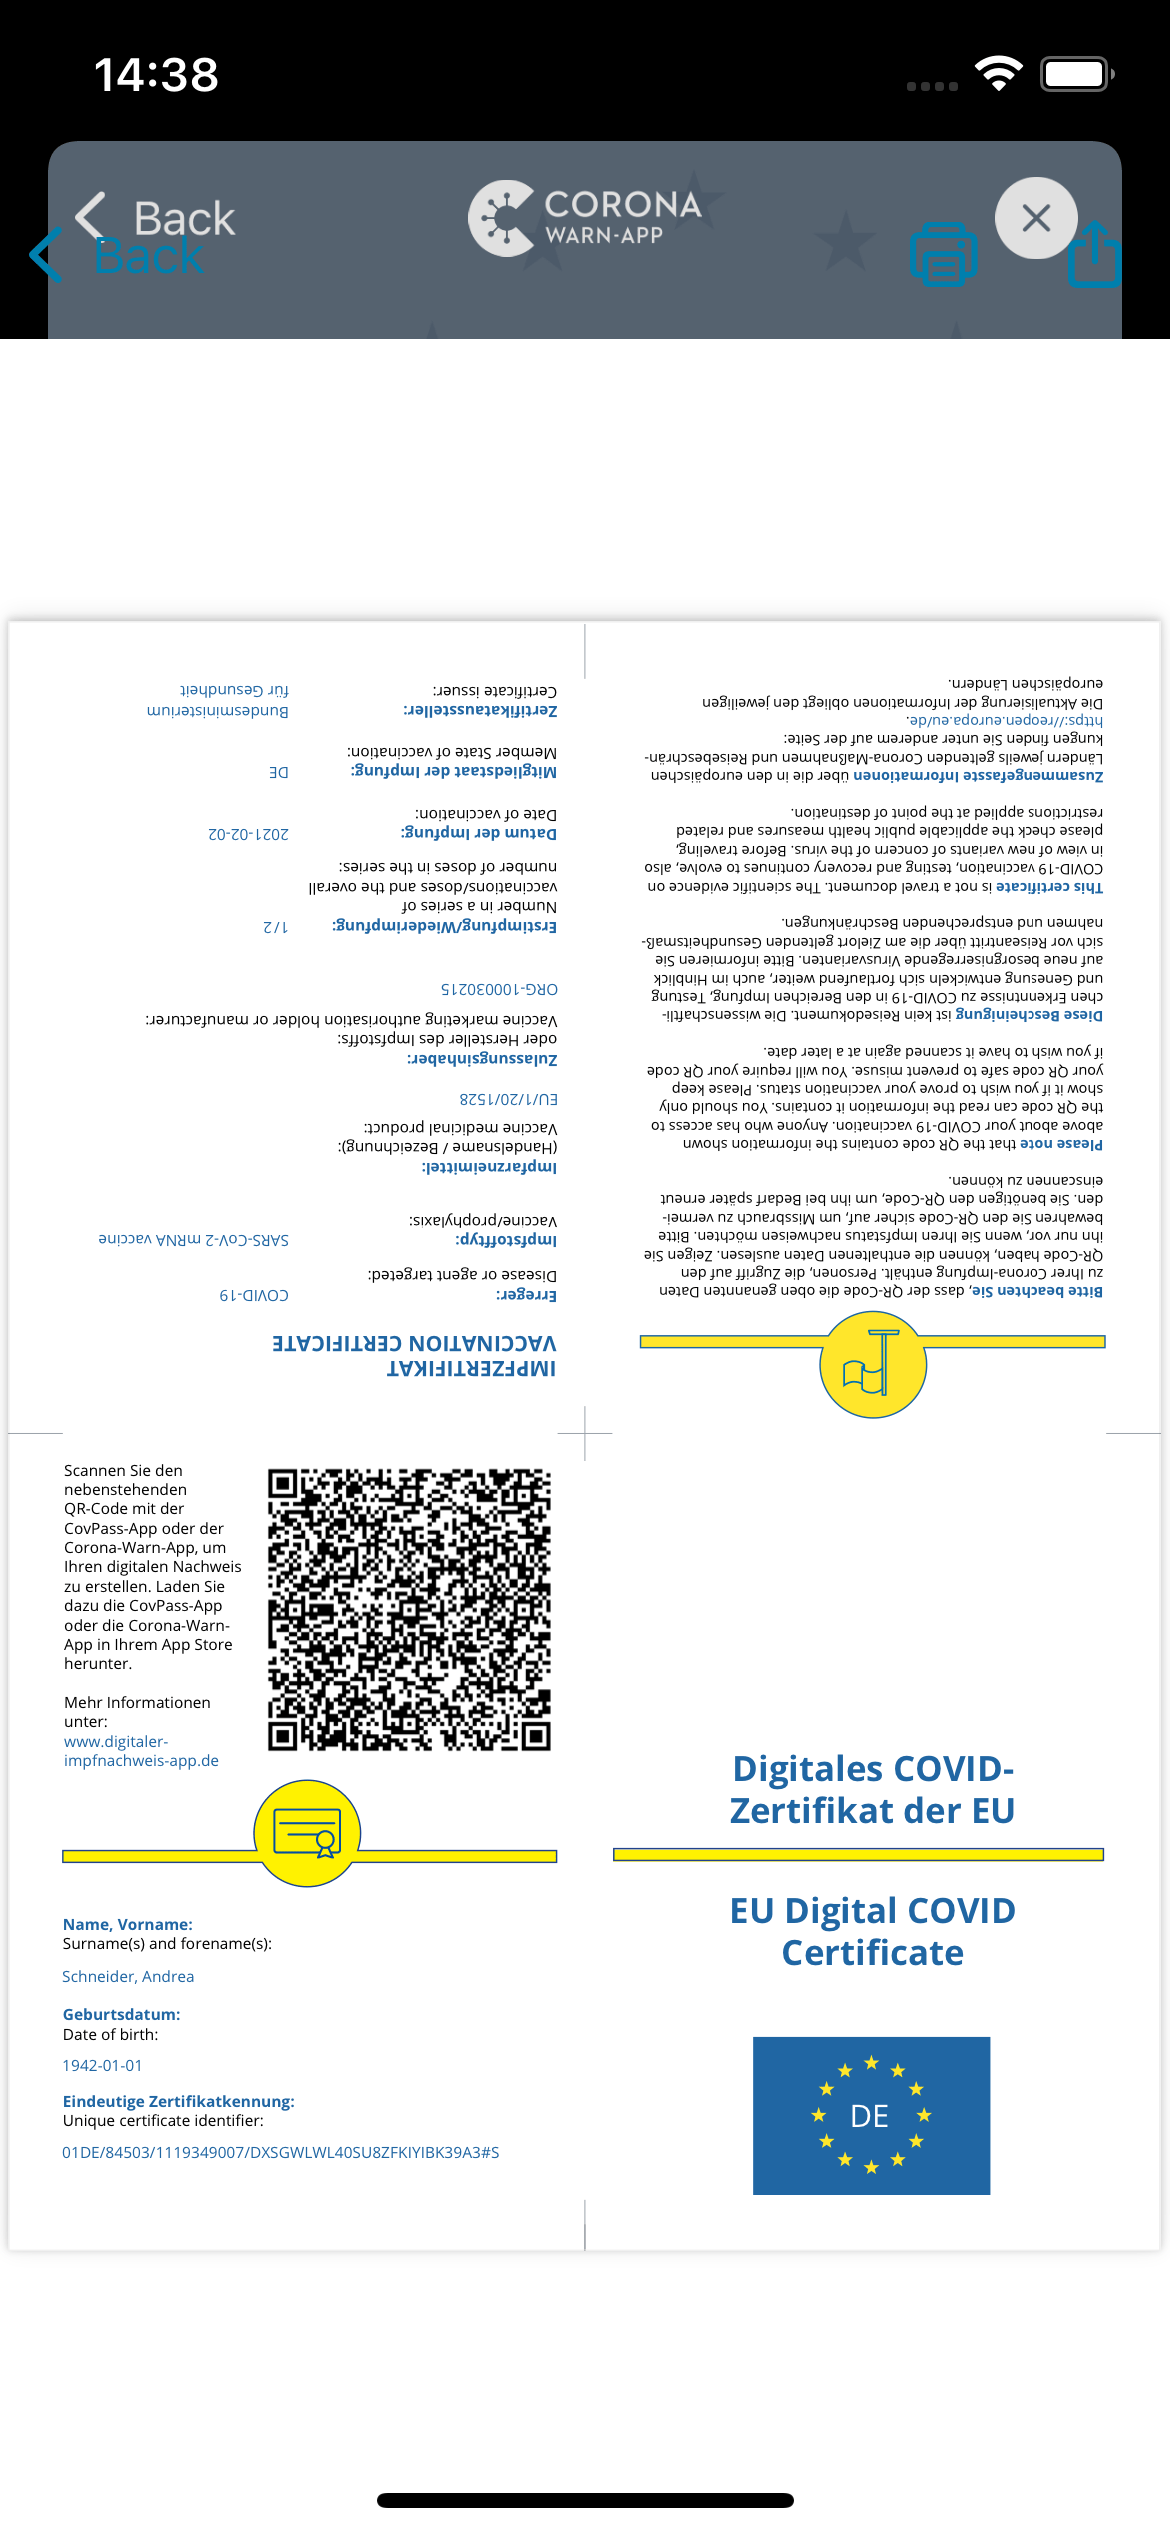 14:38
Back
CORONA
WARN-APP
Back
IMPFZERTIFIKAT
VACCINATION CERTIFICATE
Erreger:
Disease or agent targeted:
COVID-19
Impfstofftyp:
Vaccine/prophylaxis:
SARS-CoV-2 mRNA vaccine
Impfarzneimittel:
(Handelsname / Bezeichnung):
Vaccine medicinal product:
EU/1/20/1528
Zulassungsinhaber:
oder Hersteller des Impfstoffs:
Vaccine marketing authorisation holder or manufacturer:
ORG-100030215
Erstimpfung/Wiederimpfung:
Number in a series of
vaccinations/doses and the overall
number of doses in the series:
1/2
Datum der Impfung:
Date of vaccination:
2021-02-02
Mitgliedstaat der Impfung:
Member State of vaccination:
DE
Zertifikataussteller:
Certificate issuer:
Bundesministerium
für Gesundheit
Bitte beachten Sie, dass der QR-Code die oben genannten Daten
zu Ihrer Corona-Impfung enthält. Personen, die Zugriff auf den
QR-Code haben, können die enthaltenen Daten auslesen. Zeigen Sie
ihn nur vor, wenn Sie Ihren Impfstatus nachweisen möchten. Bitte
bewahren Sie den QR-Code sicher auf, um Missbrauch zu vermei-
den. Sie benötigen den QR-Code, um ihn bei Bedarf später erneut
einscannen zu können.
Please note that the QR code contains the information shown
above about your COVID-19 vaccination. Anyone who has access to
the QR code can read the information it contains. You should only
show it if you wish to prove your vaccination status. Please keep
your QR code safe to prevent misuse. You will require your QR code
if you wish to have it scanned again at a later date.
Diese Bescheinigung ist kein Reisedokument. Die wissenschaftli-
chen Erkenntnisse zu COVID-19 in den Bereichen Impfung, Testung
und Genesung entwickeln sich fortlaufend weiter, auch im Hinblick
auf neue besorgniserregende Virusvarianten. Bitte informieren Sie
sich vor Reiseantritt über die am Zielort geltenden Gesundheitsmaß-
nahmen und entsprechenden Beschränkungen.
This certificate is not a travel document. The scientific evidence on
COVID-19 vaccination, testing and recovery continues to evolve, also
in view of new variants of concern of the virus. Before traveling,
please check the applicable public health measures and related
restrictions applied at the point of destination.
Zusammengefasste Informationen über die in den europäischen
Ländern jeweils geltenden Corona-Maßnahmen und Reisebeschrän-
kungen finden Sie unter anderem auf der Seite:
https://reopen.europa.eu/de.
Die Aktualisierung der Informationen obliegt den jeweiligen
europäischen Ländern.
Scannen Sie den
nebenstehenden
QR-Code mit der
CovPass-App oder der
Corona-Warn-App, um
Ihren digitalen Nachweis
zu erstellen. Laden Sie
dazu die CovPass-App
oder die Corona-Warn-
App in Ihrem App Store
herunter.
Mehr Informationen
unter:
www.digitaler-
impfnachweis-app.de
Name, Vorname:
Surname(s) and forename(s):
Schneider, Andrea
Geburtsdatum:
Date of birth:
1942-01-01
Eindeutige Zertifikatkennung:
Unique certificate identifier:
01DE/84503/1119349007/DXSGWLWL40SU8ZFKIYIBK39A3#S
Digitales COVID-
Zertifikat der EU
EU Digital COVID
Certificate
DE